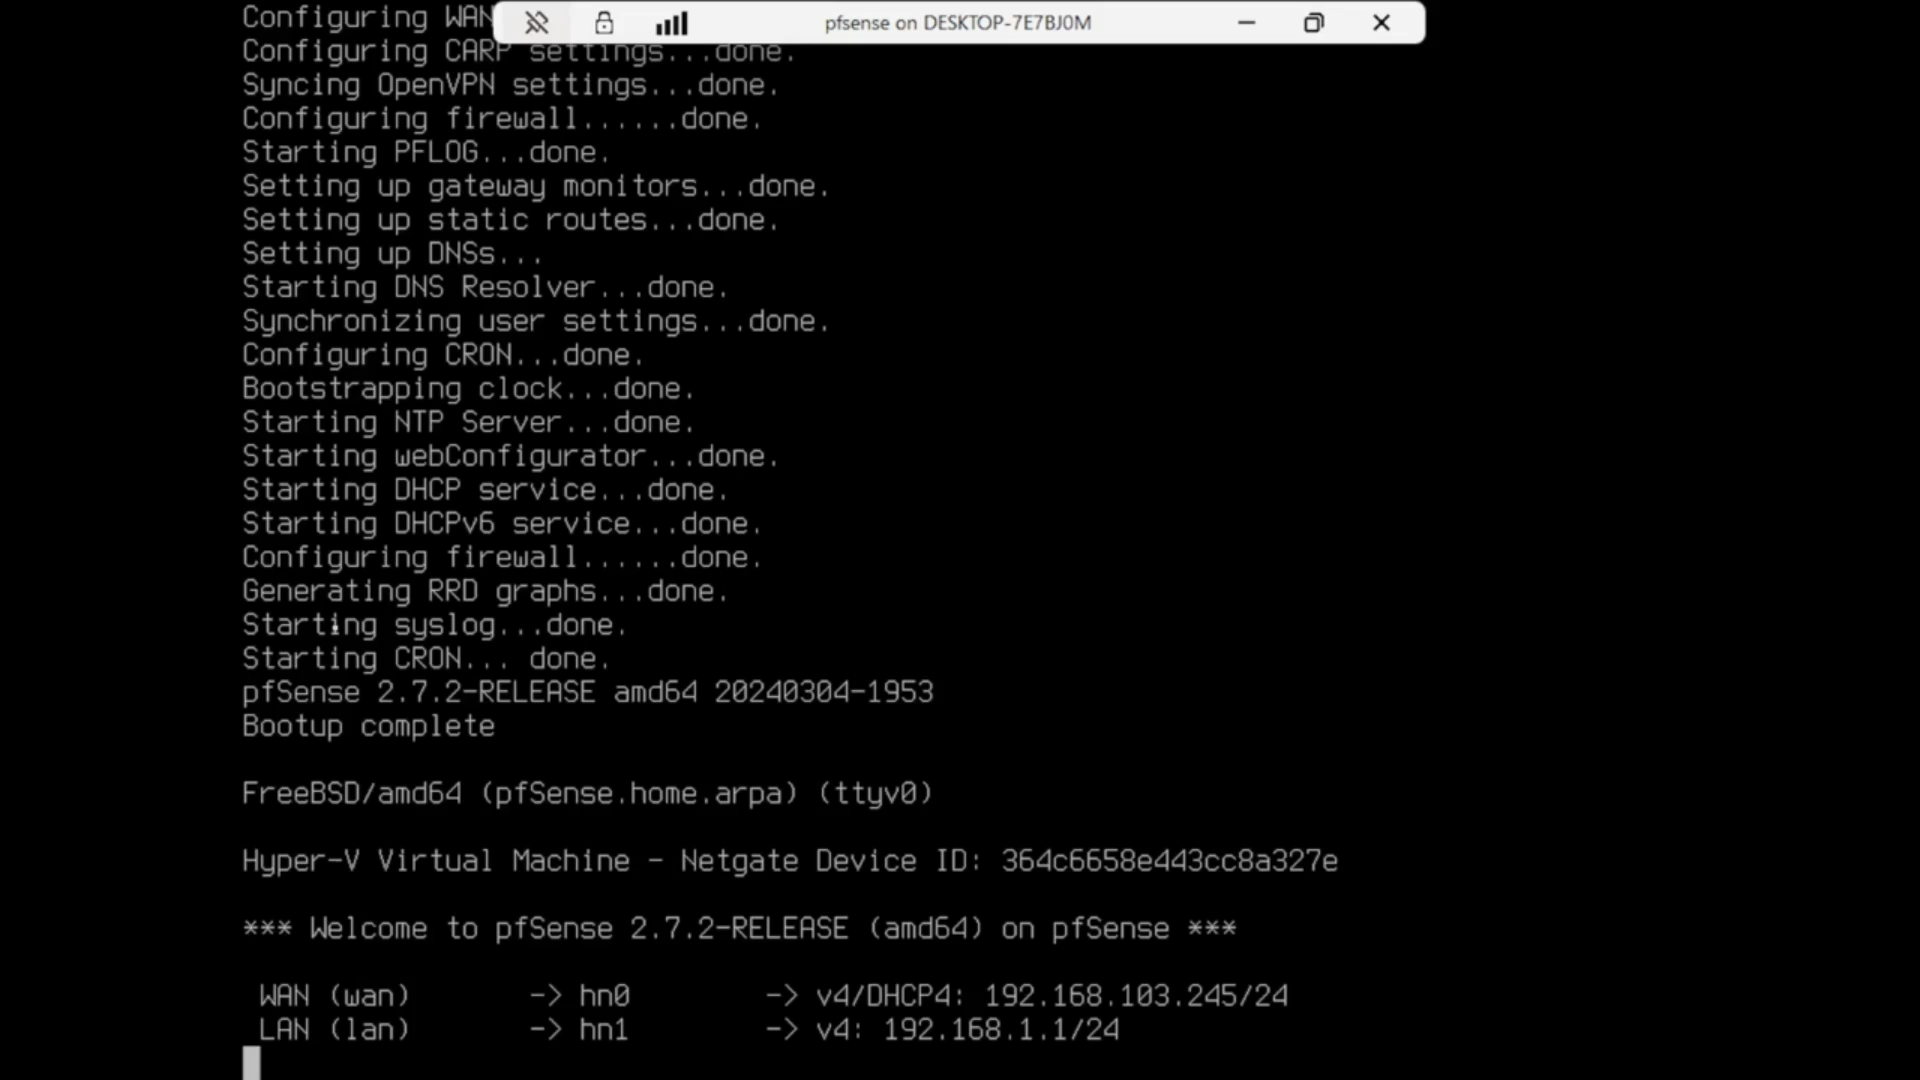 Configuring WAN
pfsense on DESKTOP-7E7BJ0M
Configuring CARP settings...done.
Syncing OpenVPN settings...done.
Configuring firewall......done.
Starting PFLOG...done.
Setting up gateway monitors...done.
Setting up static routes...done.
Setting up DNSs...
Starting DNS Resolver...done.
Synchronizing user settings...done.
Configuring CRON...done.
Bootstrapping clock...done.
Starting NTP Server...done.
Starting webConfigurator...done.
Starting DHCP service...done.
Starting DHCPv6 service...done.
Configuring firewall......done.
Generating RRD graphs...done.
Starting syslog...done.
Starting CRON... done.
pfSense 2.7.2-RELEASE amd64 20240304-1953
Bootup complete
FreeBSD/amd64 (pfSense.home.arpa) (ttyv0)
Hyper-V Virtual Machine - Netgate Device ID: 364c6658e443cc8a327e
*** Welcome to pfSense 2.7.2-RELEASE (amd64) on pfSense ***
WAN (wan) -> hn0 -> v4/DHCP4: 192.168.103.245/24
LAN (lan) -> hn1 -> v4: 192.168.1.1/24